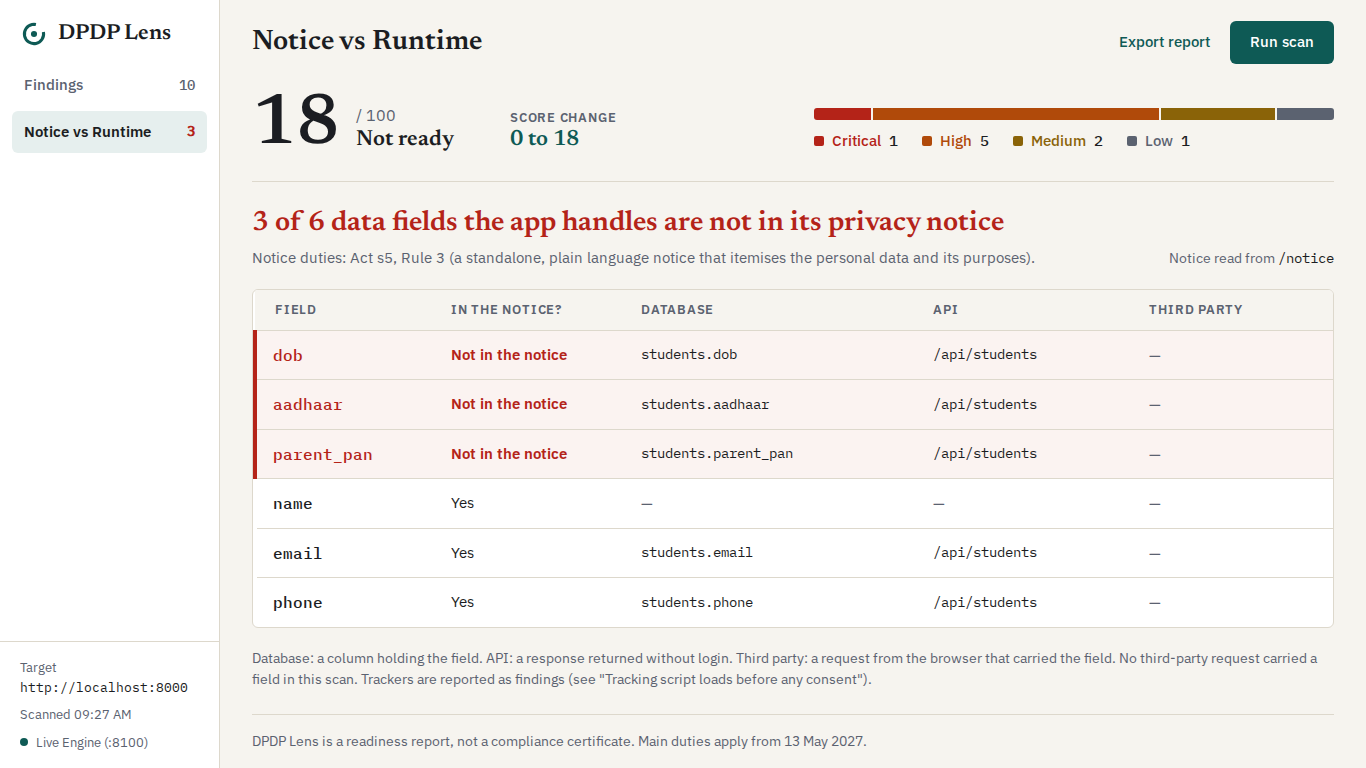 DPDP Lens
Findings 10
Notice vs Runtime 3
Target
http://localhost:8000
Scanned 09:27 AM
Live Engine (:8100)
Notice vs Runtime
Export report
Run scan
18 / 100
Not ready
SCORE CHANGE
0 to 18
Critical 1 High 5 Medium 2 Low 1
3 of 6 data fields the app handles are not in its privacy notice
Notice duties: Act s5, Rule 3 (a standalone, plain language notice that itemises the personal data and its purposes).
Notice read from /notice
FIELD IN THE NOTICE? DATABASE API THIRD PARTY
dob Not in the notice students.dob /api/students —
aadhaar Not in the notice students.aadhaar /api/students —
parent_pan Not in the notice students.parent_pan /api/students —
name Yes — — —
email Yes students.email /api/students —
phone Yes students.phone /api/students —
Database: a column holding the field. API: a response returned without login. Third party: a request from the browser that carried the field. No third-party request carried a
field in this scan. Trackers are reported as findings (see "Tracking script loads before any consent").
DPDP Lens is a readiness report, not a compliance certificate. Main duties apply from 13 May 2027.